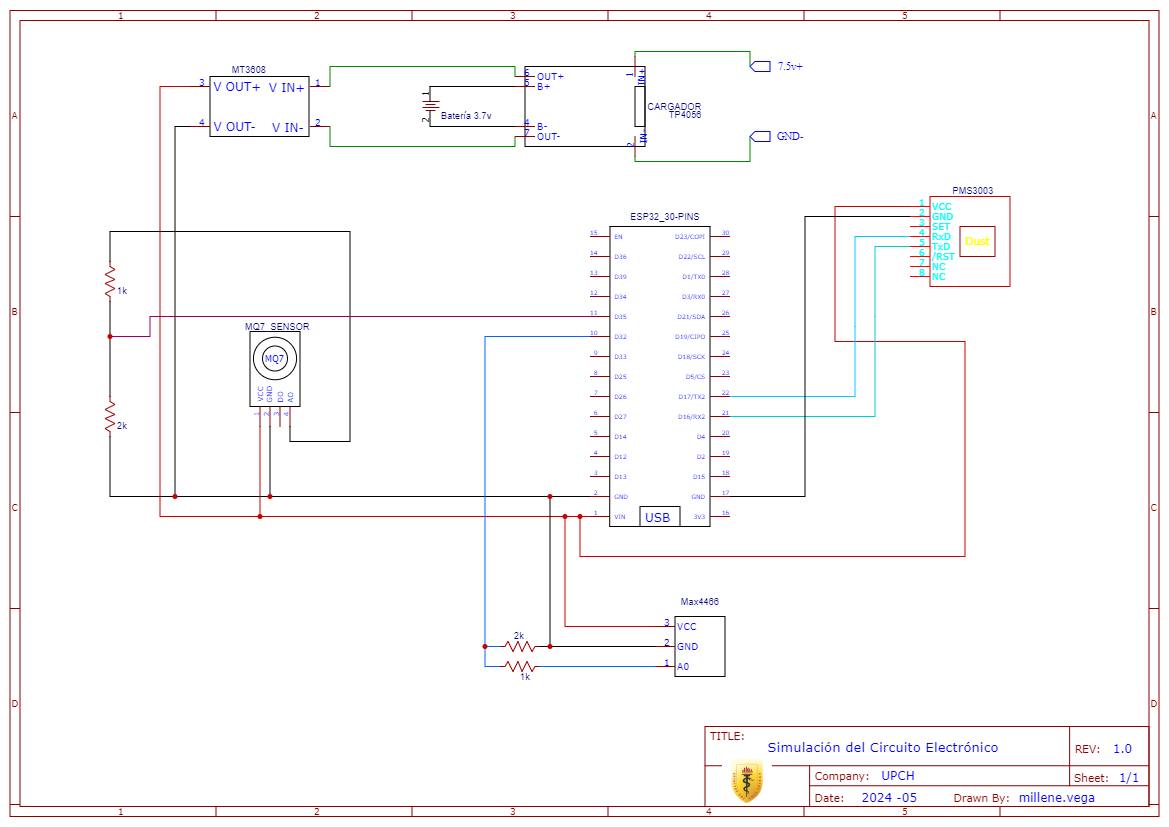 1 2 3 4 5
A A
B B
C C
D D
MT3608
3 V OUT+ V IN+ 1
4 V OUT- V IN- 2
1
2
Batería 3.7v
6 OUT+
5 B+
4 B-
7 OUT-
1 IN+
2 IN-
CARGADOR
TP4056
7.5v+
GND-
PMS3003
1 VCC
2 GND
3 SET
4 RxD
5 TxD
6 /RST
7 NC
8 NC
Dust
ESP32_30-PINS
15 EN D23/COPI 30
14 D36 D22/SCL 29
13 D39 D1/TX0 28
12 D34 D3/RX0 27
11 D35 D21/SDA 26
10 D32 D19/CIPO 25
9 D33 D18/SCK 24
8 D25 D5/CS 23
7 D26 D17/TX2 22
6 D27 D16/RX2 21
5 D14 D4 20
4 D12 D2 19
3 D13 D15 18
2 GND GND 17
1 VIN 3V3 16
USB
1k
2k
MQ7_SENSOR
MQ7
VCC GND DO AO
1 2 3 4
Max4466
3 VCC
2 GND
1 A0
2k
1k
TITLE:
Simulación del Circuito Electrónico
REV: 1.0
Company: UPCH
Sheet: 1/1
Date: 2024 -05
Drawn By: millene.vega
1 2 3 4 5